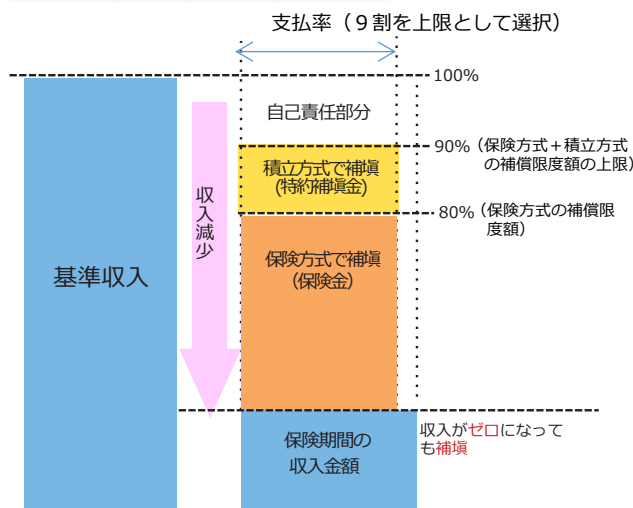 支払率（９割を上限として選択）
100%
自己責任部分
90%（保険方式＋積立方式
の補償限度額の上限）
積立方式で補塡
(特約補塡金)
80%（保険方式の補償限
度額）
収入減少
保険方式で補塡
（保険金）
基準収入
保険期間の
収入金額
収入がゼロになって
も補塡